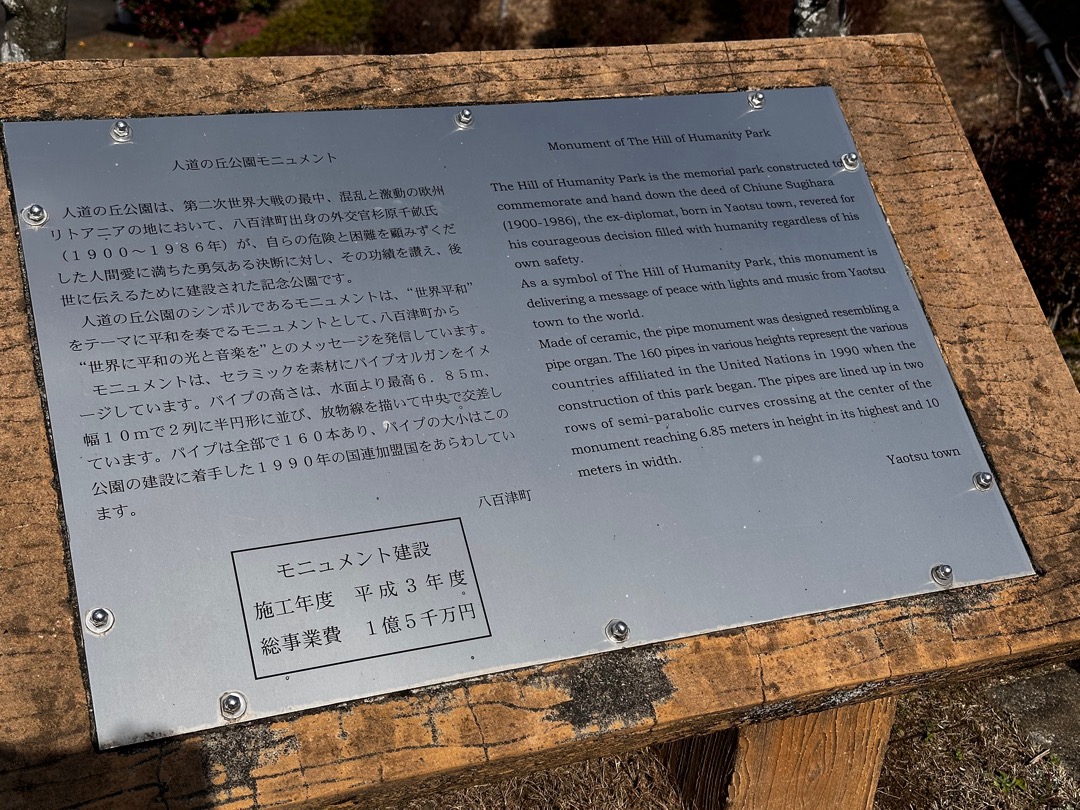 人道の丘公園モニュメント
人道の丘公園は、第二次世界大戦の最中、混乱と激動の欧州
リトアニアの地において、八百津町出身の外交官杉原千畝氏
（１９００～１９８６年）が、自らの危険と困難を顧みずくだ
した人間愛に満ちた勇気ある決断に対し、その功績を讃え、後
世に伝えるために建設された記念公園です。
人道の丘公園のシンボルであるモニュメントは、“世界平和”
をテーマに平和を奏でるモニュメントとして、八百津町から
“世界に平和の光と音楽を”とのメッセージを発信しています。
モニュメントは、セラミックを素材にパイプオルガンをイメ
ージしています。パイプの高さは、水面より最高６．８５ｍ、
幅１０ｍで２列に半円形に並び、放物線を描いて中央で交差し
ています。パイプは全部で１６０本あり、パイプの大小はこの
公園の建設に着手した１９９０年の国連加盟国をあらわしてい
ます。
八百津町
モニュメント建設
施工年度 平成３年度
総事業費 １億５千万円
Monument of The Hill of Humanity Park
The Hill of Humanity Park is the memorial park constructed to
commemorate and hand down the deed of Chiune Sugihara
(1900-1986), the ex-diplomat, born in Yaotsu town, revered for
his courageous decision filled with humanity regardless of his
own safety.
As a symbol of The Hill of Humanity Park, this monument is
delivering a message of peace with lights and music from Yaotsu
town to the world.
Made of ceramic, the pipe monument was designed resembling a
pipe organ. The 160 pipes in various heights represent the various
countries affiliated in the United Nations in 1990 when the
construction of this park began. The pipes are lined up in two
rows of semi-parabolic curves crossing at the center of the
monument reaching 6.85 meters in height in its highest and 10
meters in width.
Yaotsu town